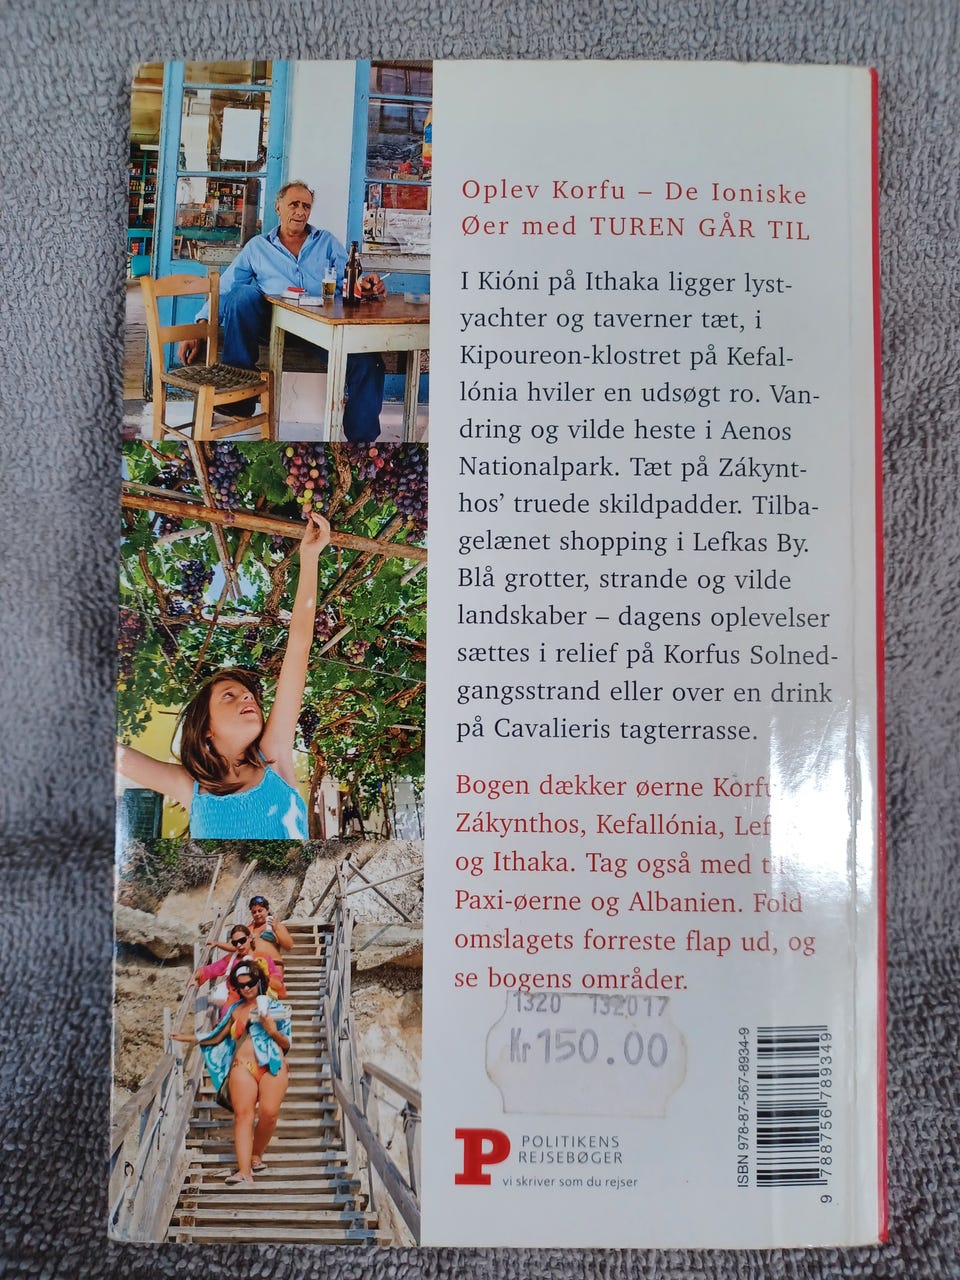 Oplev Korfu – De Ioniske
Øer med TUREN GÅR TIL
I Kióni på Ithaka ligger lyst-
yachter og taverner tæt, i
Kipoureon-klostret på Kefal-
lónia hviler en udsøgt ro. Van-
dring og vilde heste i Aenos
Nationalpark. Tæt på Zákynt-
hos’ truede skildpadder. Tilba-
gelænet shopping i Lefkas By.
Blå grotter, strande og vilde
landskaber – dagens oplevelser
sættes i relief på Korfus Solned-
gangsstrand eller over en drink
på Cavalieris tagterrasse.
Bogen dækker øerne Korfu
Zákynthos, Kefallónia,
og Ithaka. Tag også med
Paxi-øerne og Albanien. Fold
omslagets forreste flap ud, og
se bogens områder.
1320 132017
Kr 150.00
P POLITIKENS
REJSEBØGER
vi skriver som du rejser
ISBN 978-87-567-8934-9
9 788756 789349